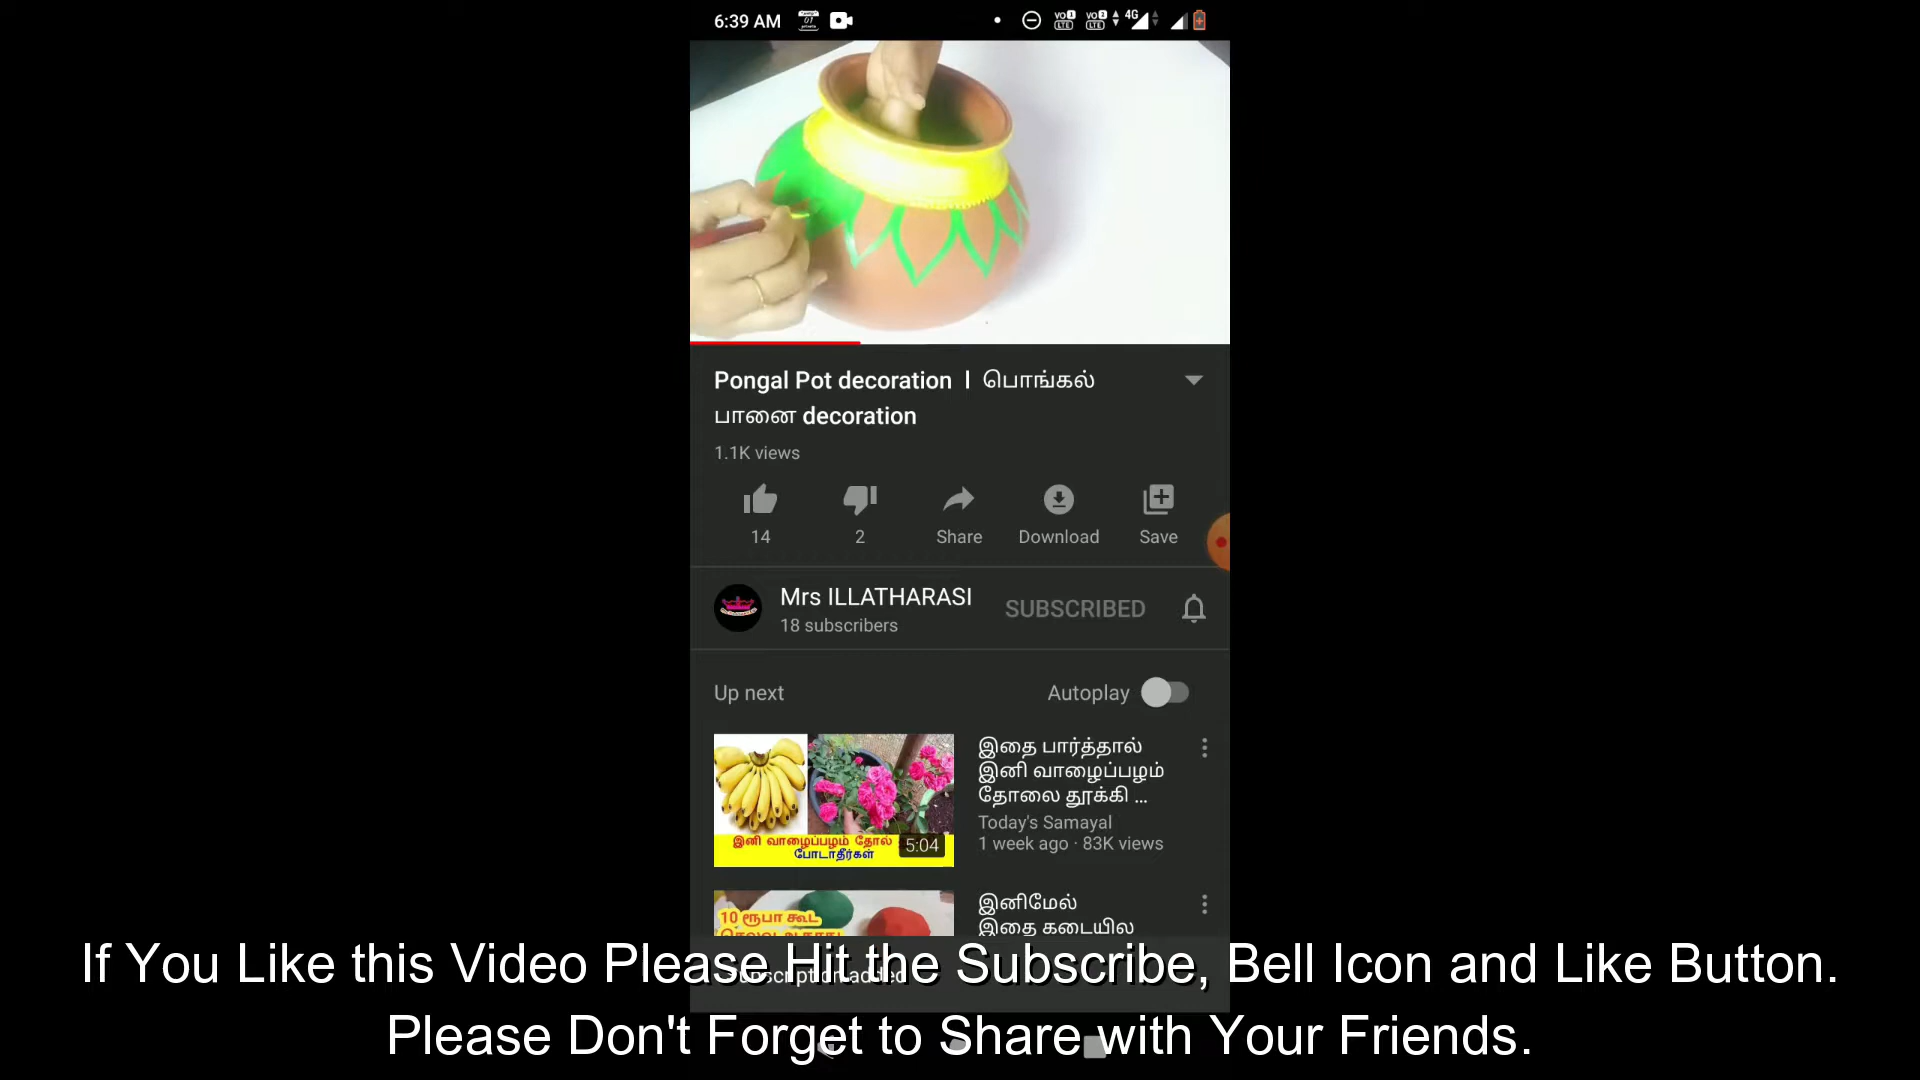 6:39 AM
4G
Pongal Pot decoration I பொங்கல்
பானை decoration
1.1K views
14
2
Share
Download
Save
Mrs ILLATHARASI
SUBSCRIBED
18 subscribers
Up next
Autoplay
இதை பார்த்தால்
இனி வாழைப்பழம்
தோலை தூக்கி ...
Today's Samayal
1 week ago · 83K views
இனி வாழைப்பழம் தோல்
போடாதீர்கள்
5:04
10 ரூபா கூட
இனிமேல்
இதை கடையில
If You Like this Video Please Hit the Subscribe, Bell Icon and Like Button.
Subscription added
Please Don't Forget to Share with Your Friends.